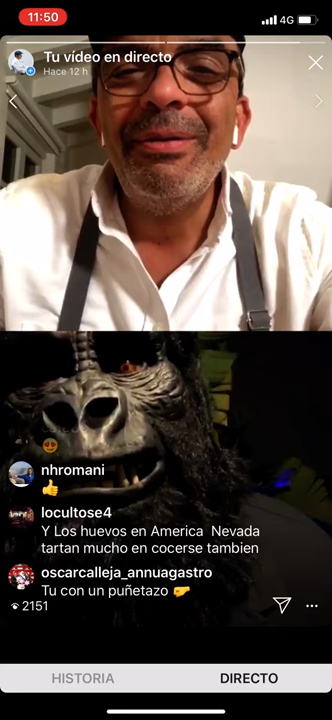 11:50
4G
Tu vídeo en directo
Hace 12 h
nhromani
locultose4
Y Los huevos en America Nevada
tartan mucho en cocerse tambien
oscarcalleja_annuagastro
Tu con un puñetazo
2151
HISTORIA
DIRECTO